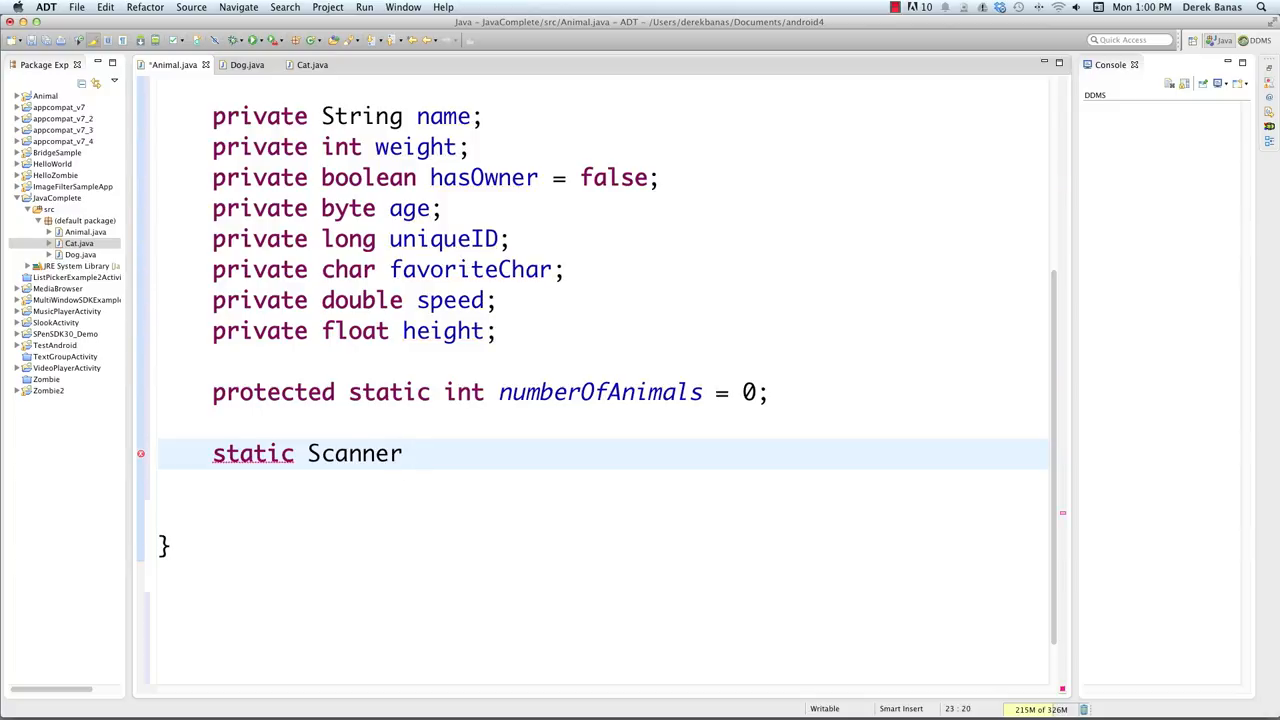 ADT File Edit Refactor Source Navigate Search Project Run Window Help 10 Mon 1:00 PM Derek Banas
Java – JavaComplete/src/Animal.java – ADT – /Users/derekbanas/Documents/android4
Quick Access Java DDMS
Package Exp
*Animal.java Dog.java Cat.java
Console
DDMS
Animal
appcompat_v7
appcompat_v7_2
appcompat_v7_3
appcompat_v7_4
BridgeSample
HelloWorld
HelloZombie
ImageFilterSampleApp
JavaComplete
src
(default package)
Animal.java
Cat.java
Dog.java
JRE System Library [Ja
ListPickerExample2Activi
MediaBrowser
MultiWindowSDKExample
MusicPlayerActivity
SlookActivity
SPenSDK30_Demo
TestAndroid
TextGroupActivity
VideoPlayerActivity
Zombie
Zombie2
private String name;
private int weight;
private boolean hasOwner = false;
private byte age;
private long uniqueID;
private char favoriteChar;
private double speed;
private float height;
protected static int numberOfAnimals = 0;
static Scanner
}
Writable Smart Insert 23 : 20 215M of 326M